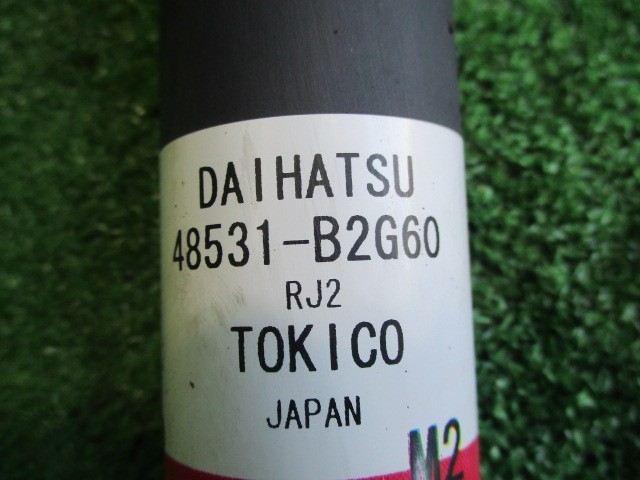 DAIHATSU
48531-B2G60
RJ2
TOKICO
JAPAN
M2